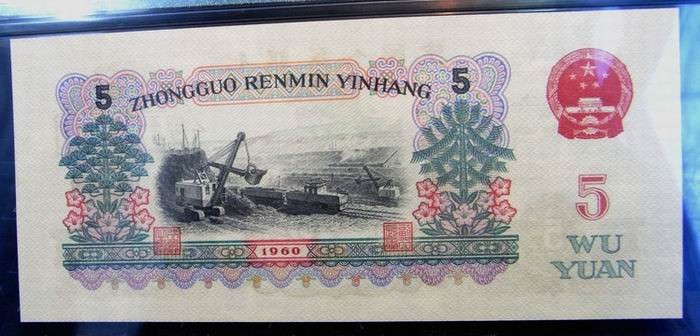 5 ZHONGGUO RENMIN YINHANG 5
5
WU
YUAN
1960